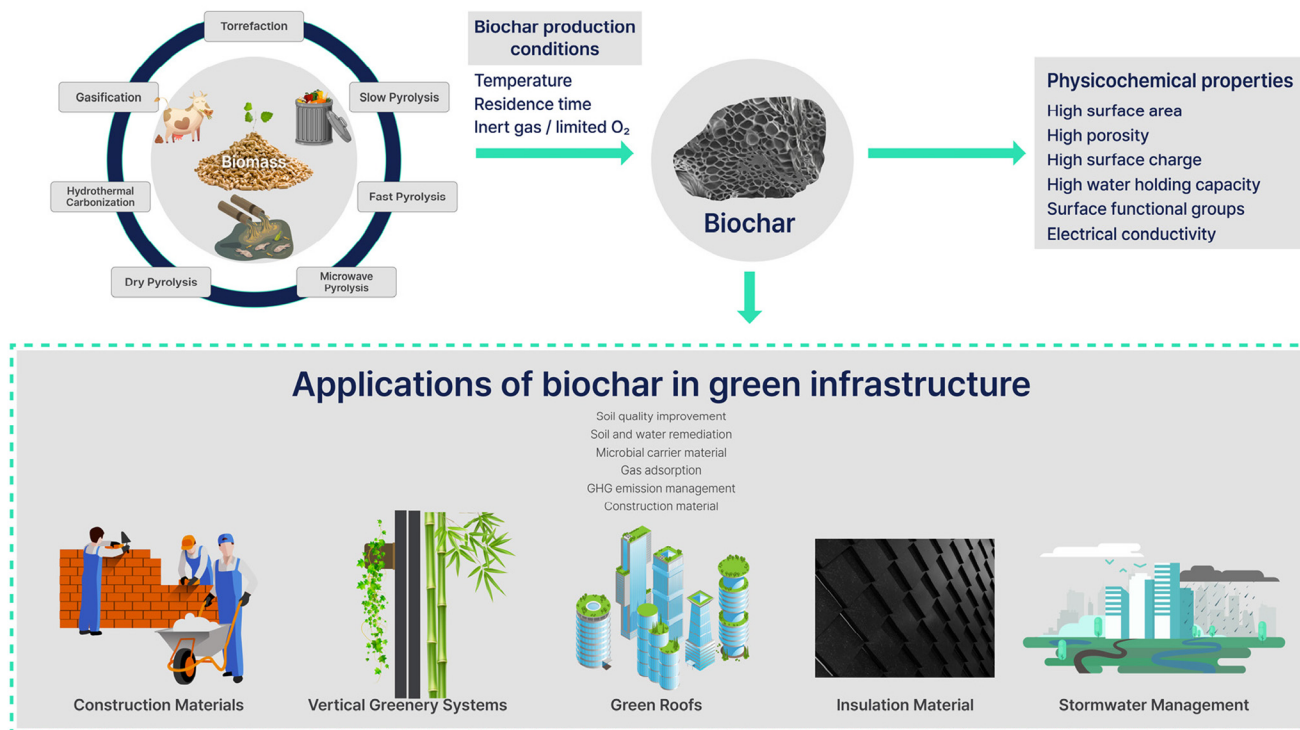 Torrefaction
Gasification
Slow Pyrolysis
Biomass
Hydrothermal
Carbonization
Fast Pyrolysis
Dry Pyrolysis
Microwave
Pyrolysis
Biochar production
conditions
Temperature
Residence time
Inert gas / limited O₂
Biochar
Physicochemical properties
High surface area
High porosity
High surface charge
High water holding capacity
Surface functional groups
Electrical conductivity
Applications of biochar in green infrastructure
Soil quality improvement
Soil and water remediation
Microbial carrier material
Gas adsorption
GHG emission management
Construction material
Construction Materials
Vertical Greenery Systems
Green Roofs
Insulation Material
Stormwater Management